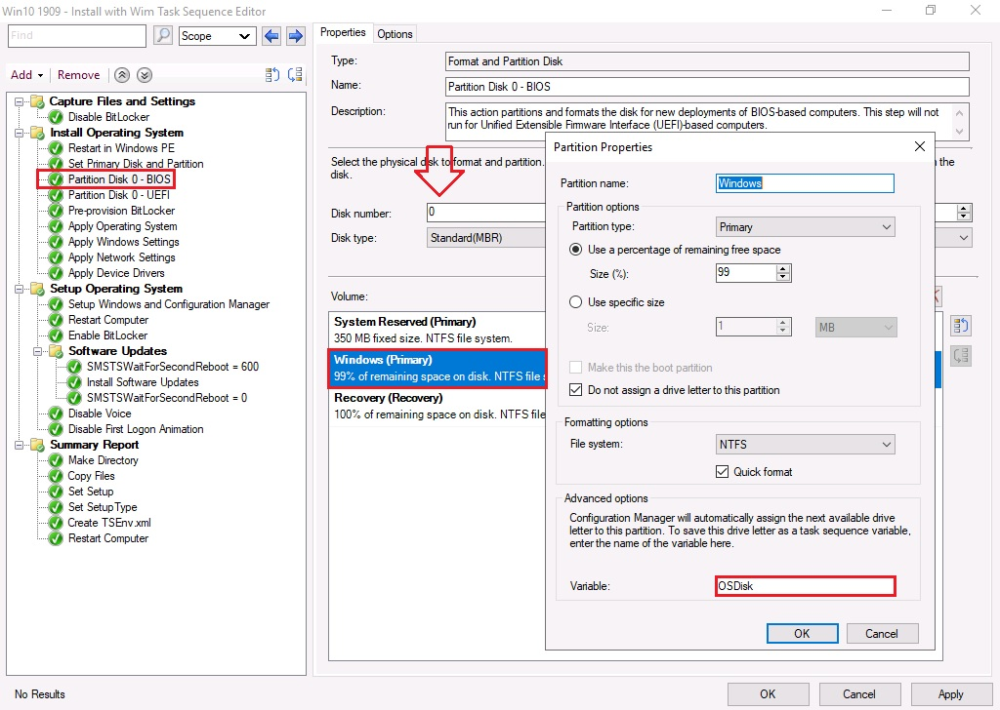 Win10 1909 - Install with Wim Task Sequence Editor
Find
Scope
Add
Remove
Capture Files and Settings
Disable BitLocker
Install Operating System
Restart in Windows PE
Set Primary Disk and Partition
Partition Disk 0 - BIOS
Partition Disk 0 - UEFI
Pre-provision BitLocker
Apply Operating System
Apply Windows Settings
Apply Network Settings
Apply Device Drivers
Setup Operating System
Setup Windows and Configuration Manager
Restart Computer
Enable BitLocker
Software Updates
SMSTSWaitForSecondReboot = 600
Install Software Updates
SMSTSWaitForSecondReboot = 0
Disable Voice
Disable First Logon Animation
Summary Report
Make Directory
Copy Files
Set Setup
Set SetupType
Create TSEnv.xml
Restart Computer
No Results
Properties
Options
Type:
Format and Partition Disk
Name:
Partition Disk 0 - BIOS
Description:
This action partitions and formats the disk for new deployments of BIOS-based computers. This step will not
run for Unified Extensible Firmware Interface (UEFI)-based computers.
Select the physical disk to format and partition.
in the
disk.
Disk number:
0
Disk type:
Standard(MBR)
Volume:
System Reserved (Primary)
350 MB fixed size. NTFS file system.
Windows (Primary)
99% of remaining space on disk. NTFS file s
Recovery (Recovery)
100% of remaining space on disk. NTFS file
Partition Properties
Partition name:
Windows
Partition options
Partition type:
Primary
Use a percentage of remaining free space
Size (%):
99
Use specific size
Size:
1
MB
Make this the boot partition
Do not assign a drive letter to this partition
Formatting options
File system:
NTFS
Quick format
Advanced options
Configuration Manager will automatically assign the next available drive
letter to this partition. To save this drive letter as a task sequence variable,
enter the name of the variable here.
Variable:
OSDisk
OK
Cancel
OK
Cancel
Apply